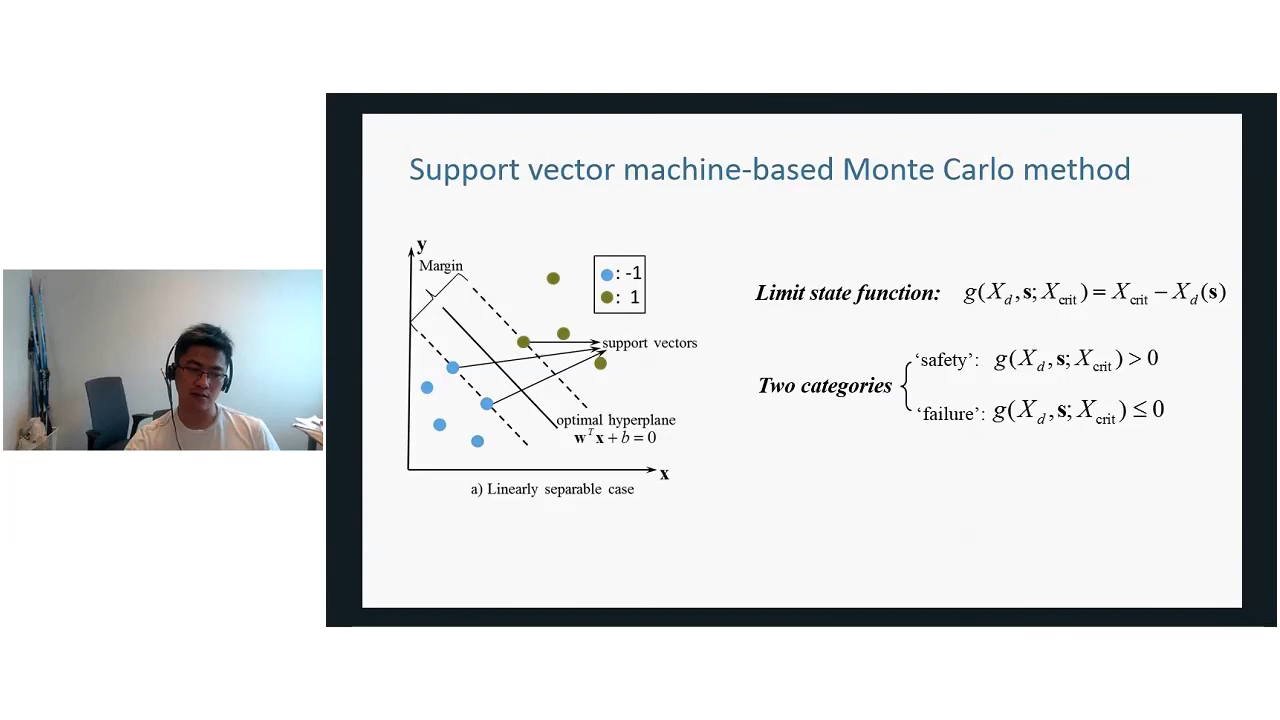 Support vector machine-based Monte Carlo method
y
Margin
: -1
: 1
support vectors
optimal hyperplane
w^T x + b = 0
x
a) Linearly separable case
Limit state function: g(X_d, s; X_crit) = X_crit − X_d(s)
Two categories
‘safety’: g(X_d, s; X_crit) > 0
‘failure’: g(X_d, s; X_crit) ≤ 0